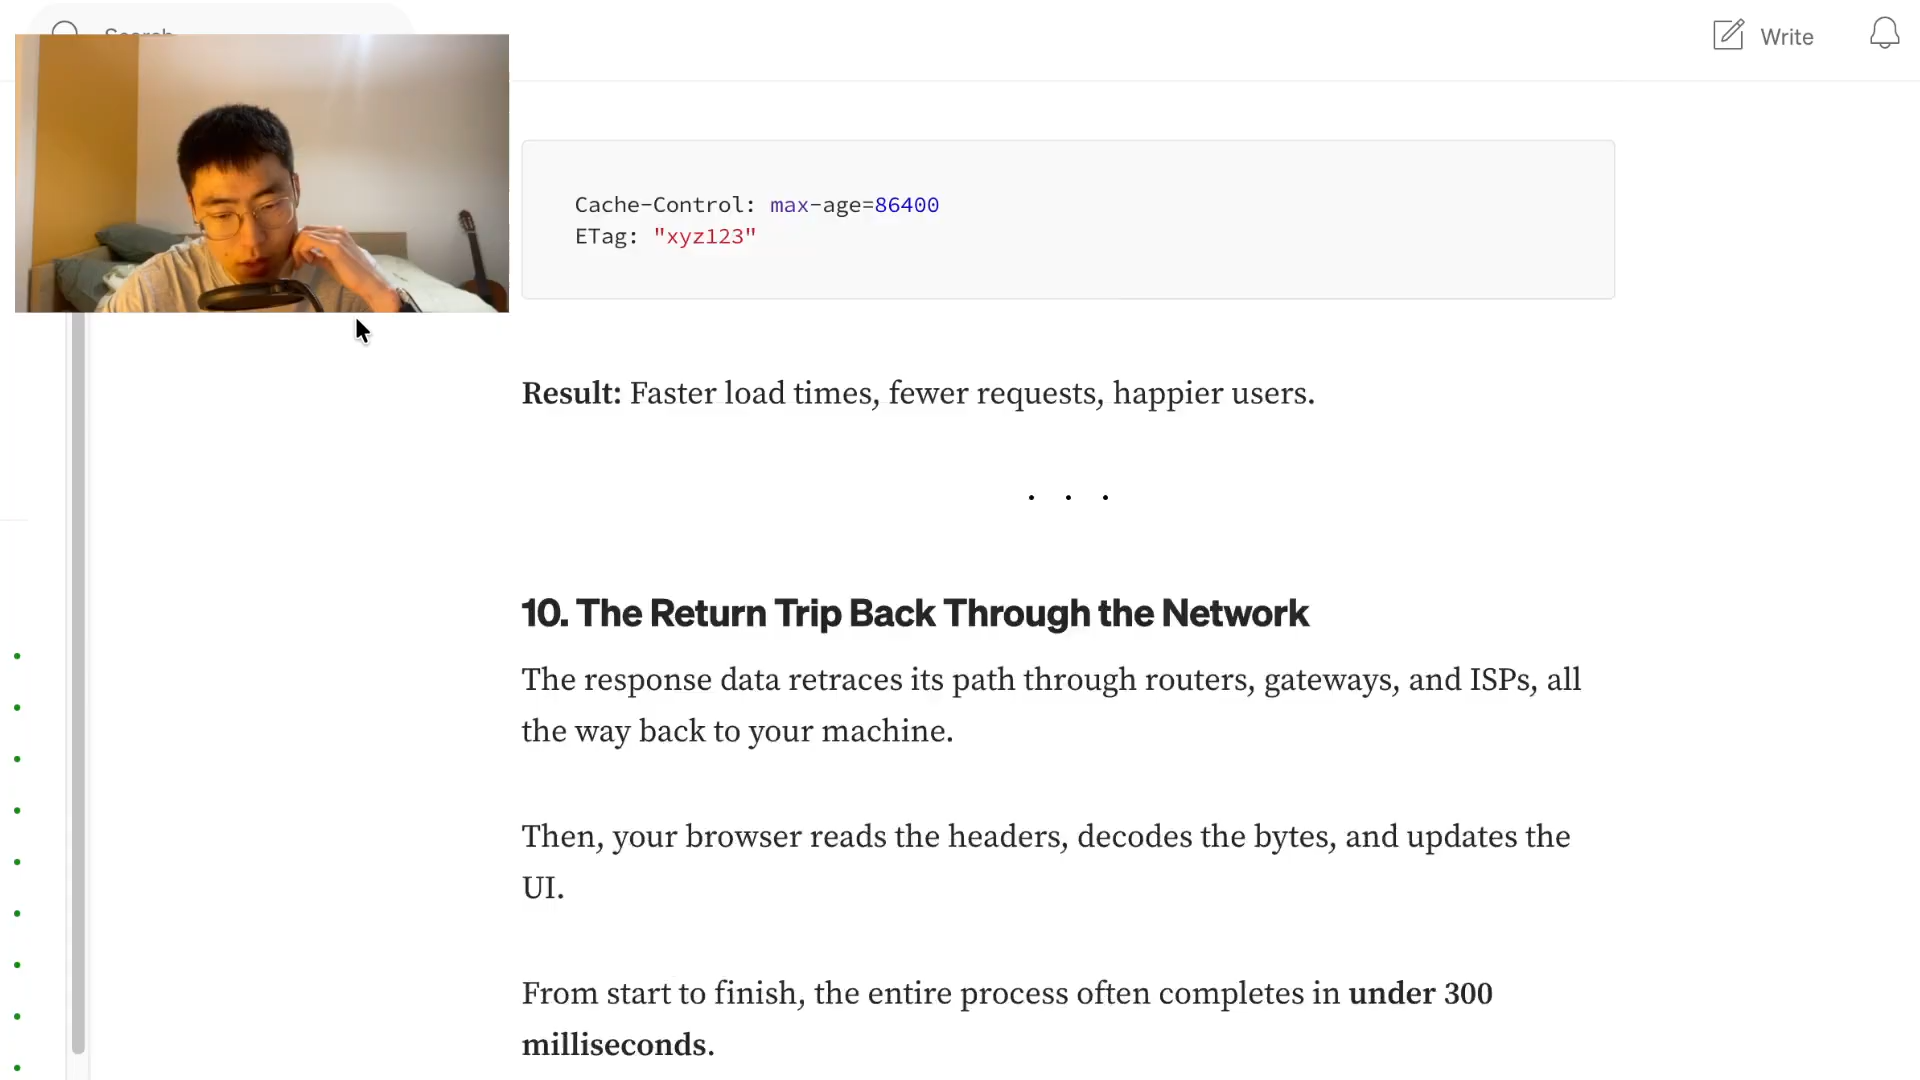 Write
Cache-Control: max-age=86400
ETag: "xyz123"
Result: Faster load times, fewer requests, happier users.
10. The Return Trip Back Through the Network
The response data retraces its path through routers, gateways, and ISPs, all
the way back to your machine.
Then, your browser reads the headers, decodes the bytes, and updates the
UI.
From start to finish, the entire process often completes in under 300
milliseconds.